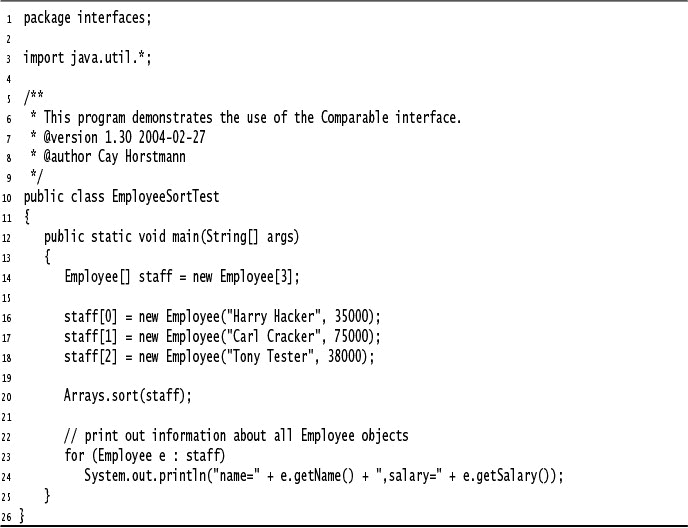 1 package interfaces;
2
3 import java.util.*;
4
5 /**
6  * This program demonstrates the use of the Comparable interface.
7  * @version 1.30 2004-02-27
8  * @author Cay Horstmann
9  */
10 public class EmployeeSortTest
11 {
12    public static void main(String[] args)
13    {
14       Employee[] staff = new Employee[3];
15
16       staff[0] = new Employee("Harry Hacker", 35000);
17       staff[1] = new Employee("Carl Cracker", 75000);
18       staff[2] = new Employee("Tony Tester", 38000);
19
20       Arrays.sort(staff);
21
22       // print out information about all Employee objects
23       for (Employee e : staff)
24          System.out.println("name=" + e.getName() + ",salary=" + e.getSalary());
25    }
26 }